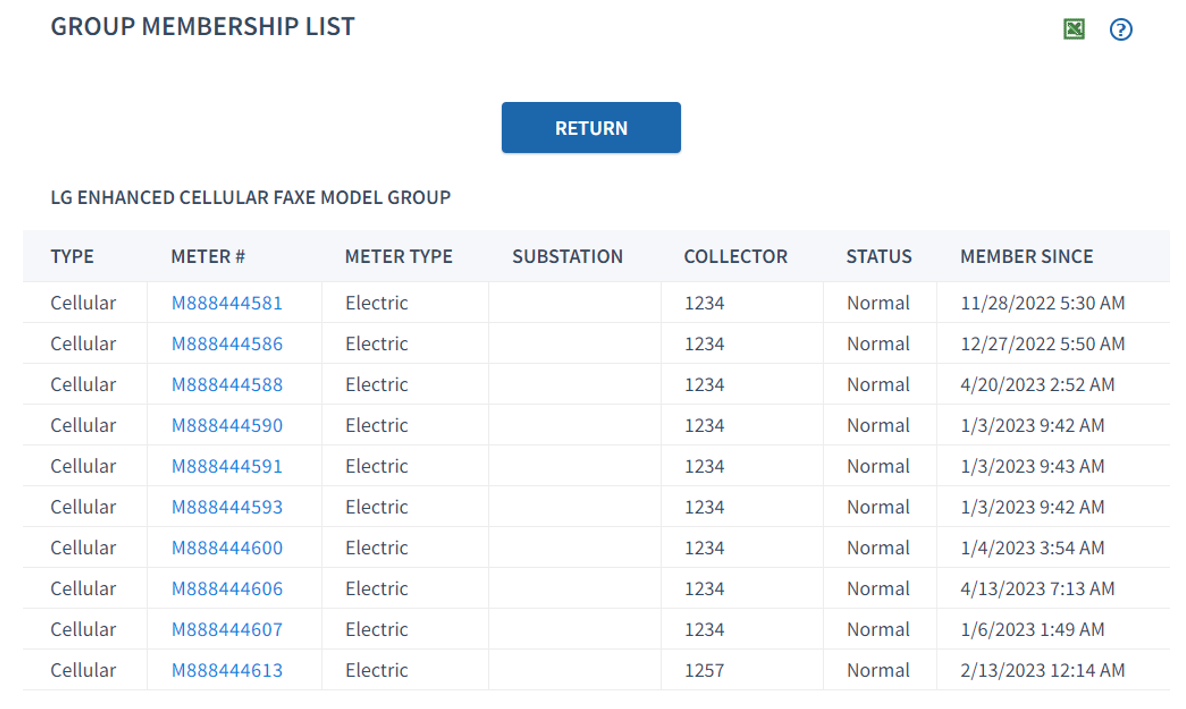 GROUP MEMBERSHIP LIST
RETURN
LG ENHANCED CELLULAR FAXE MODEL GROUP
TYPE METER # METER TYPE SUBSTATION COLLECTOR STATUS MEMBER SINCE
Cellular M888444581 Electric 1234 Normal 11/28/2022 5:30 AM
Cellular M888444586 Electric 1234 Normal 12/27/2022 5:50 AM
Cellular M888444588 Electric 1234 Normal 4/20/2023 2:52 AM
Cellular M888444590 Electric 1234 Normal 1/3/2023 9:42 AM
Cellular M888444591 Electric 1234 Normal 1/3/2023 9:43 AM
Cellular M888444593 Electric 1234 Normal 1/3/2023 9:42 AM
Cellular M888444600 Electric 1234 Normal 1/4/2023 3:54 AM
Cellular M888444606 Electric 1234 Normal 4/13/2023 7:13 AM
Cellular M888444607 Electric 1234 Normal 1/6/2023 1:49 AM
Cellular M888444613 Electric 1257 Normal 2/13/2023 12:14 AM